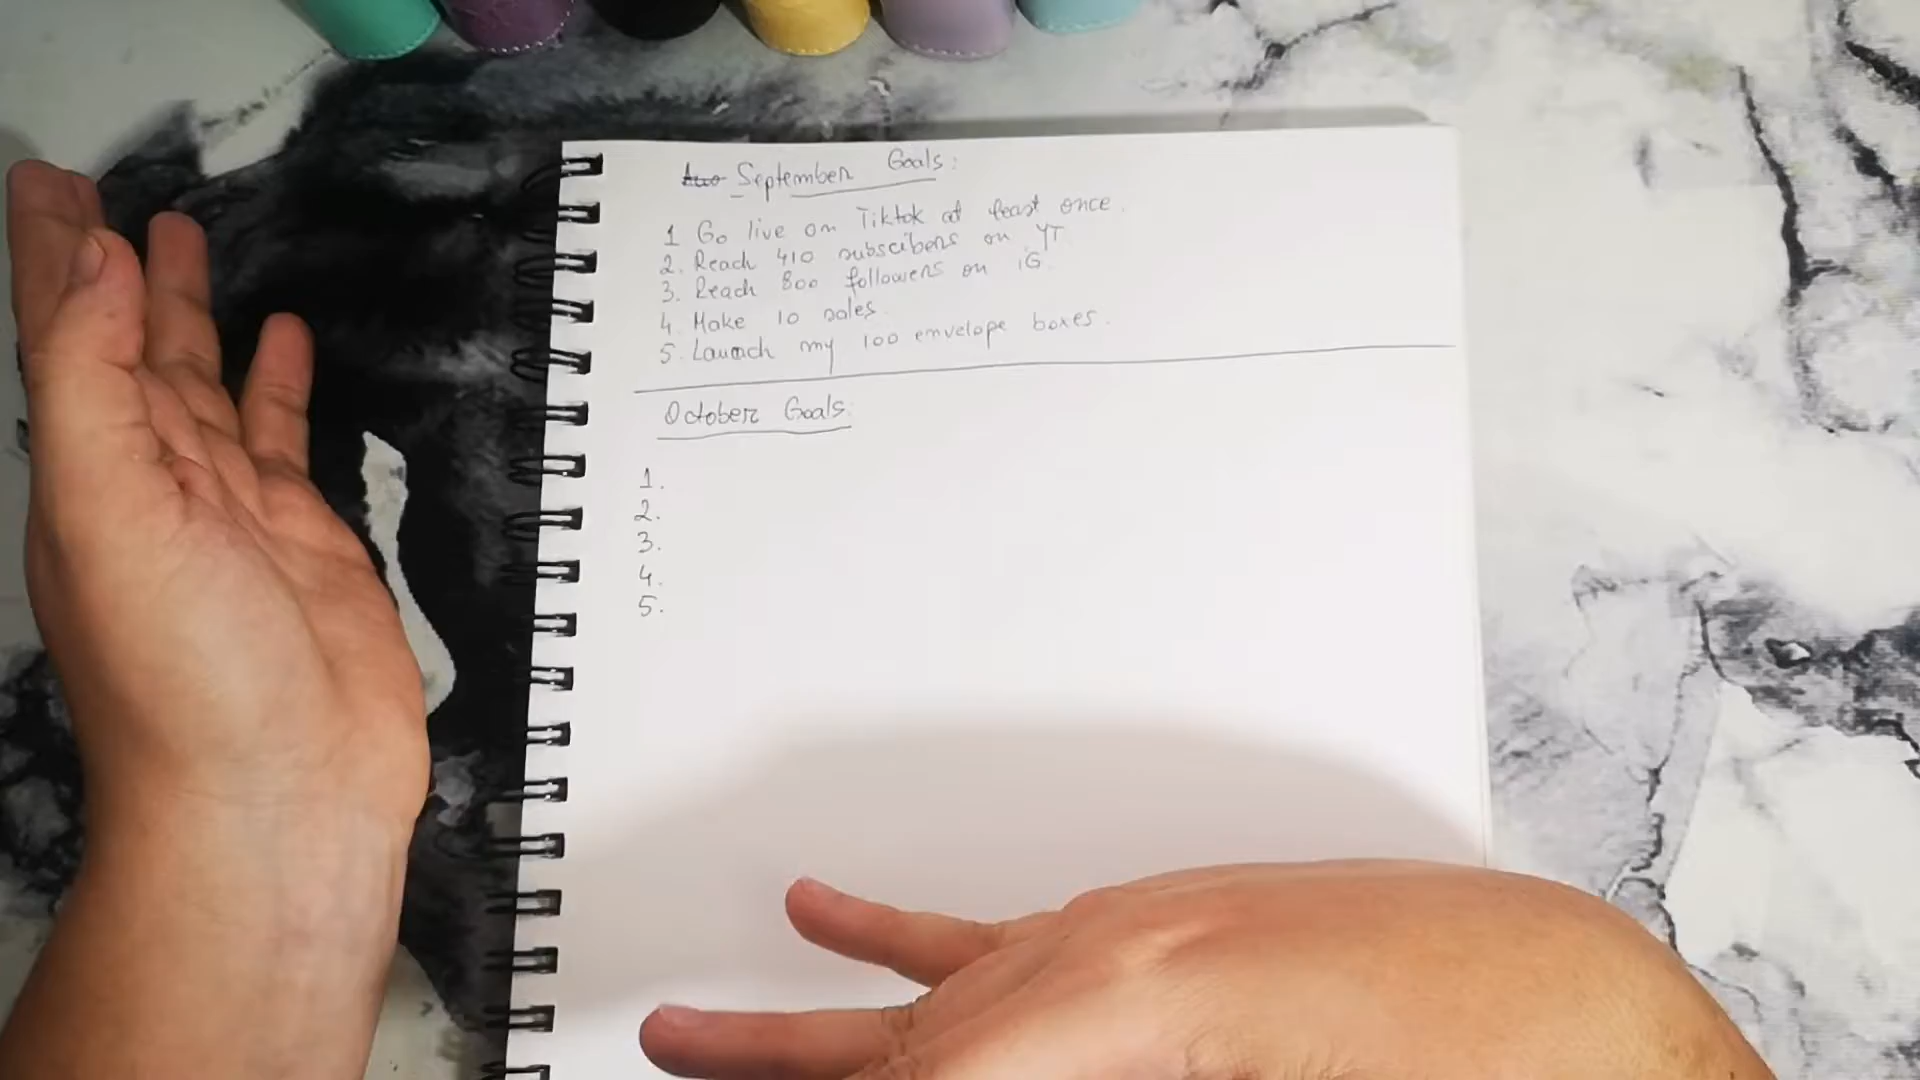 September Goals:
1 Go live on Tiktok at least once.
2. Reach 410 subscibers on YT
3. Reach 800 followers on iG.
4. Make 10 sales.
5. Launch my 100 envelope boxes.
October Goals:
1.
2.
3.
4.
5.